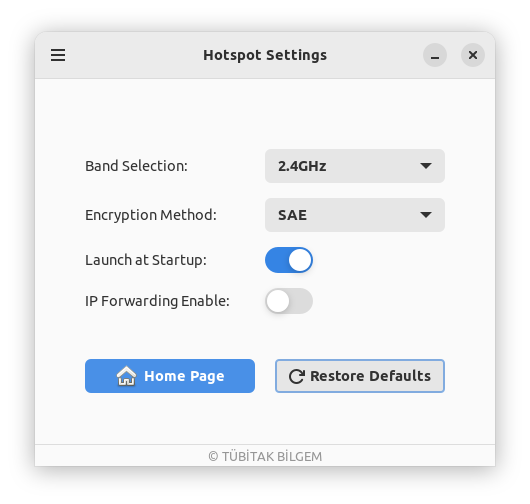 Hotspot Settings
Band Selection: 2.4GHz
Encryption Method: SAE
Launch at Startup:
IP Forwarding Enable:
Home Page Restore Defaults
© TÜBİTAK BİLGEM